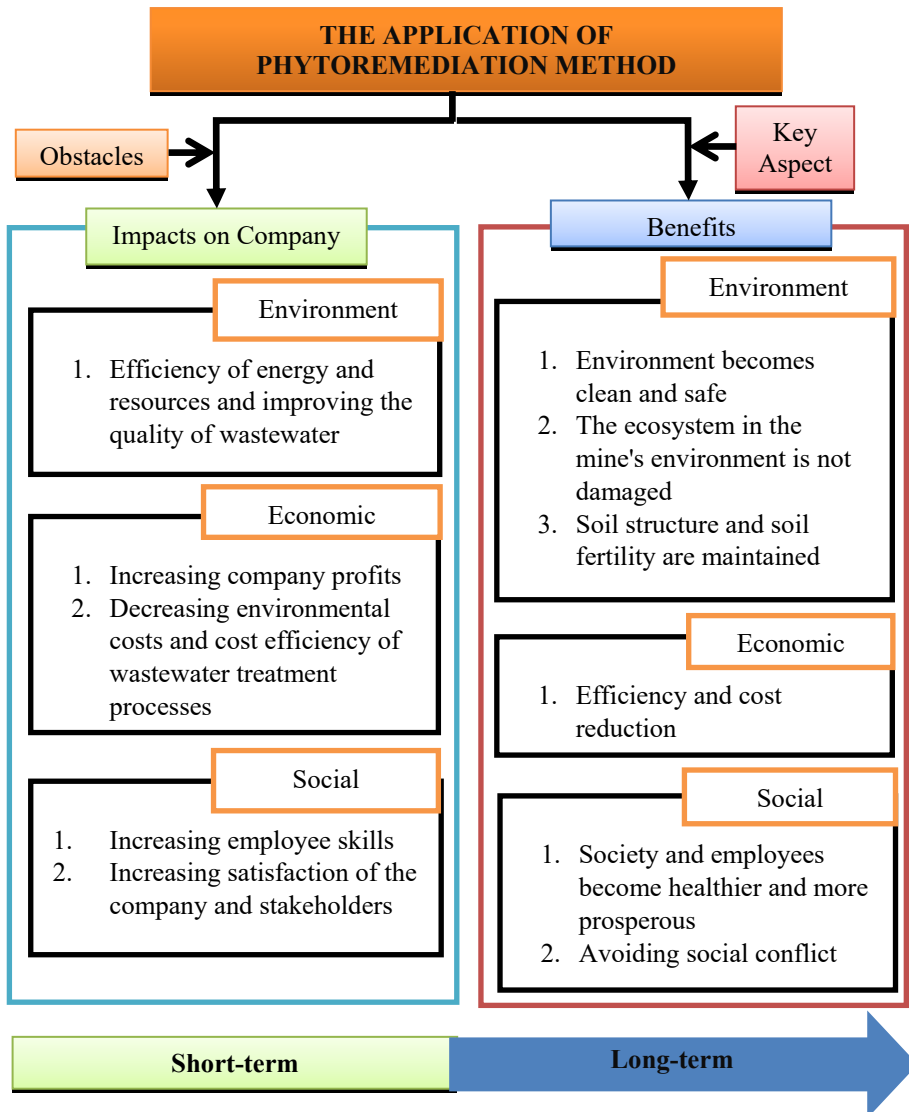 THE APPLICATION OF
PHYTOREMEDIATION METHOD
Obstacles
Key
Aspect
Impacts on Company
Environment
1. Efficiency of energy and
resources and improving the
quality of wastewater
Economic
1. Increasing company profits
2. Decreasing environmental
costs and cost efficiency of
wastewater treatment
processes
Social
1. Increasing employee skills
2. Increasing satisfaction of the
company and stakeholders
Benefits
Environment
1. Environment becomes
clean and safe
2. The ecosystem in the
mine's environment is not
damaged
3. Soil structure and soil
fertility are maintained
Economic
1. Efficiency and cost
reduction
Social
1. Society and employees
become healthier and more
prosperous
2. Avoiding social conflict
Short-term
Long-term